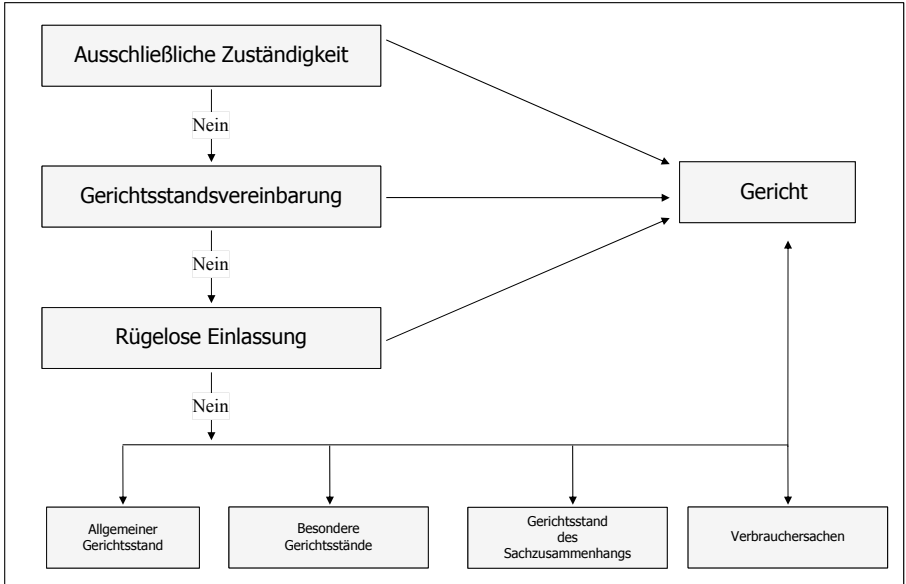 Ausschließliche Zuständigkeit
Nein
Gerichtsstandsvereinbarung
Gericht
Nein
Rügelose Einlassung
Nein
Allgemeiner
Gerichtsstand
Besondere
Gerichtsstände
Gerichtsstand
des
Sachzusammenhangs
Verbrauchersachen